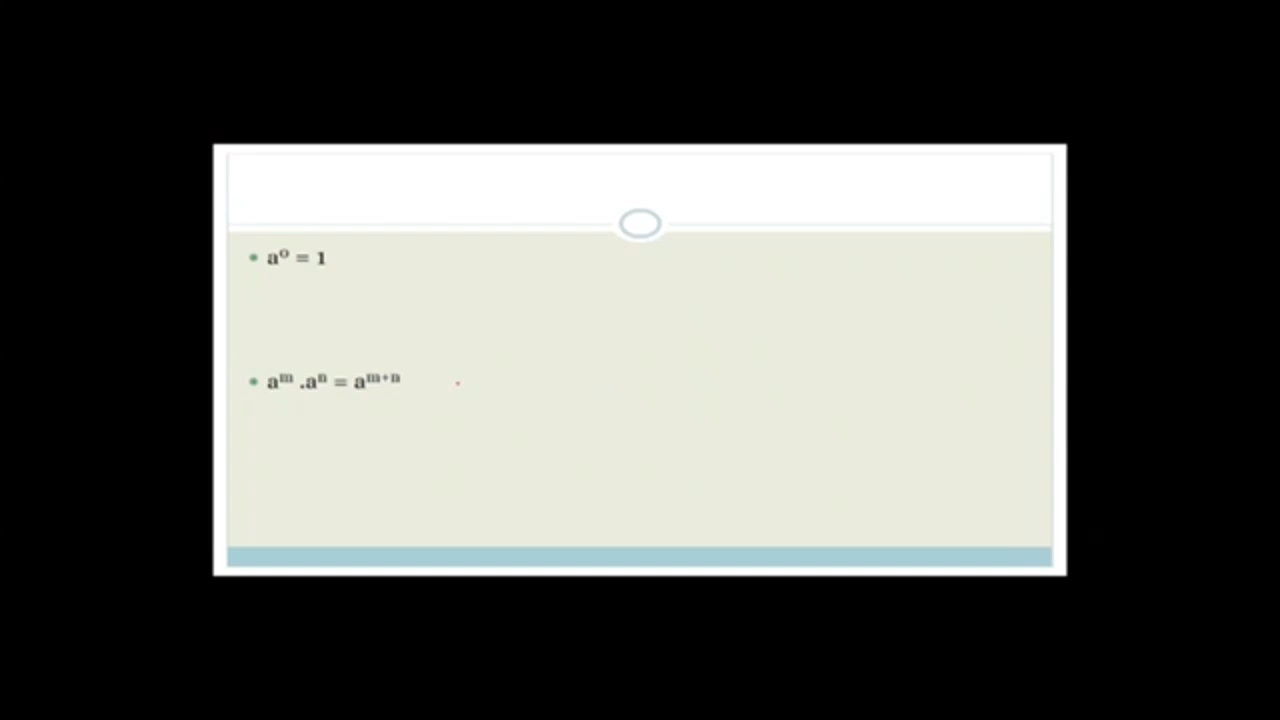 • a⁰ = 1
• aᵐ .aⁿ = aᵐ⁺ⁿ